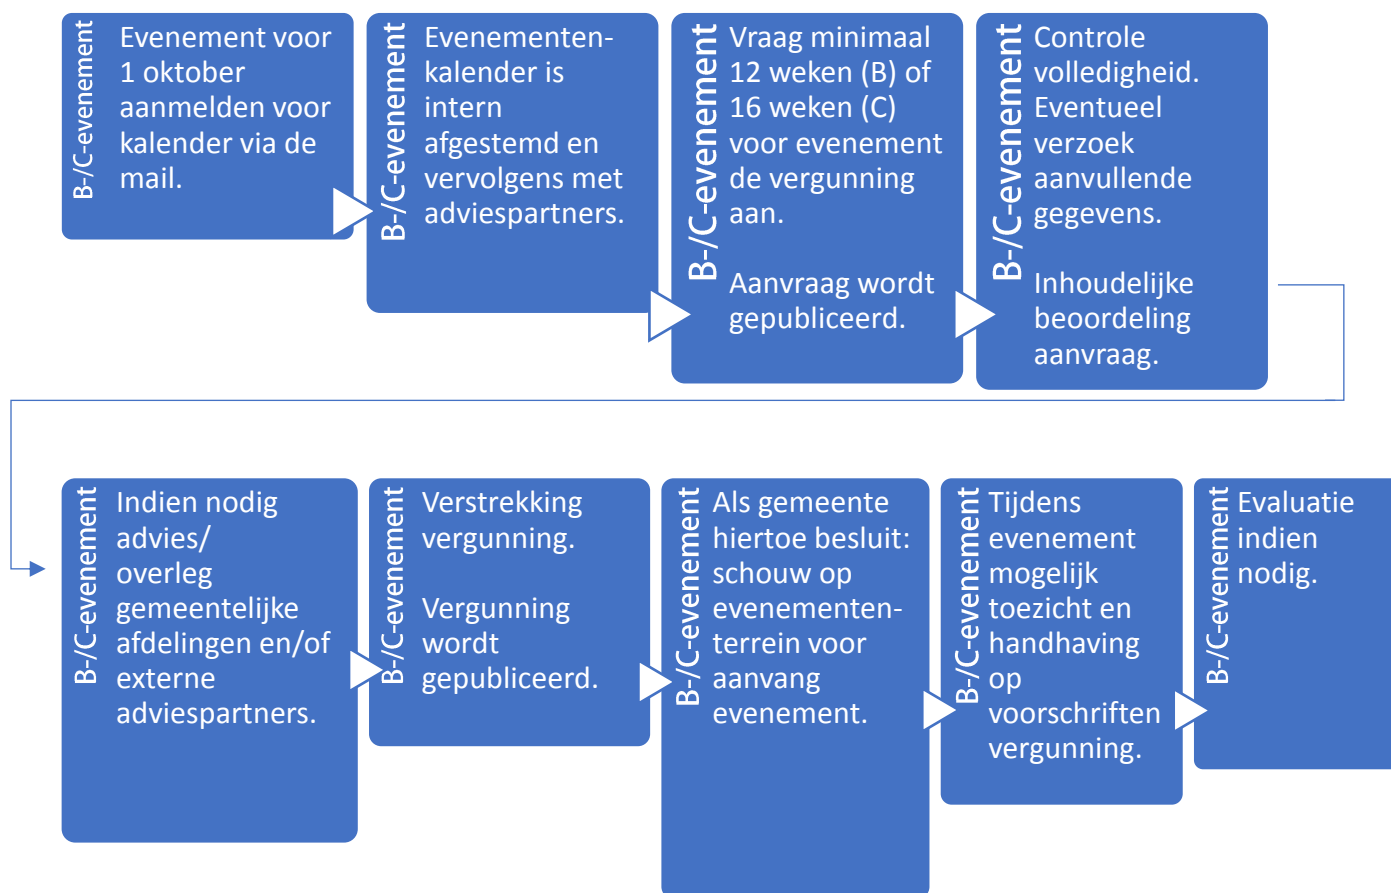 B-/C-evenement
Evenement voor
1 oktober
aanmelden voor
kalender via de
mail.
B-/C-evenement
Evenementen-
kalender is
intern
afgestemd en
vervolgens met
adviespartners.
B-/C-evenement
Vraag minimaal
12 weken (B) of
16 weken (C)
voor evenement
de vergunning
aan.
Aanvraag wordt
gepubliceerd.
B-/C-evenement
Controle
volledigheid.
Eventueel
verzoek
aanvullende
gegevens.
Inhoudelijke
beoordeling
aanvraag.
B-/C-evenement
Indien nodig
advies/
overleg
gemeentelijke
afdelingen en/of
externe
adviespartners.
B-/C-evenement
Verstrekking
vergunning.
Vergunning
wordt
gepubliceerd.
B-/C-evenement
Als gemeente
hiertoe besluit:
schouw op
evenementen-
terrein voor
aanvang
evenement.
B-/C-evenement
Tijdens
evenement
mogelijk
toezicht en
handhaving
op
voorschriften
vergunning.
B-/C-evenement
Evaluatie
indien
nodig.